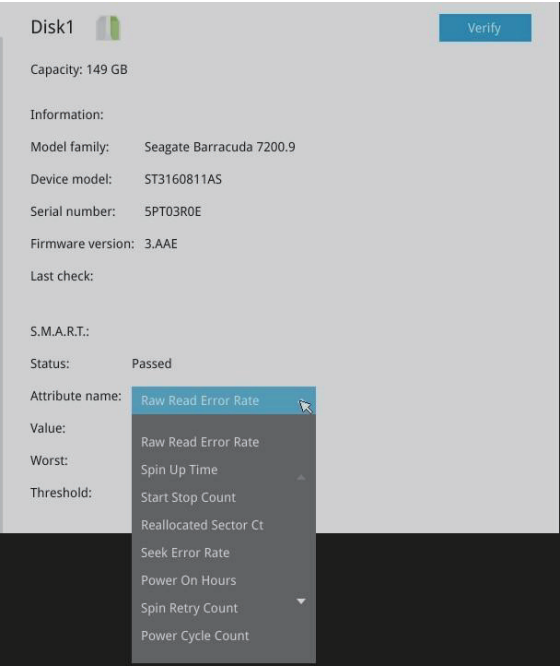 Disk1
Verify
Capacity: 149 GB
Information:
Model family: Seagate Barracuda 7200.9
Device model: ST3160811AS
Serial number: 5PT03R0E
Firmware version: 3.AAE
Last check:
S.M.A.R.T.:
Status: Passed
Attribute name: Raw Read Error Rate
Value:
Worst:
Threshold:
Raw Read Error Rate
Spin Up Time
Start Stop Count
Reallocated Sector Ct
Seek Error Rate
Power On Hours
Spin Retry Count
Power Cycle Count